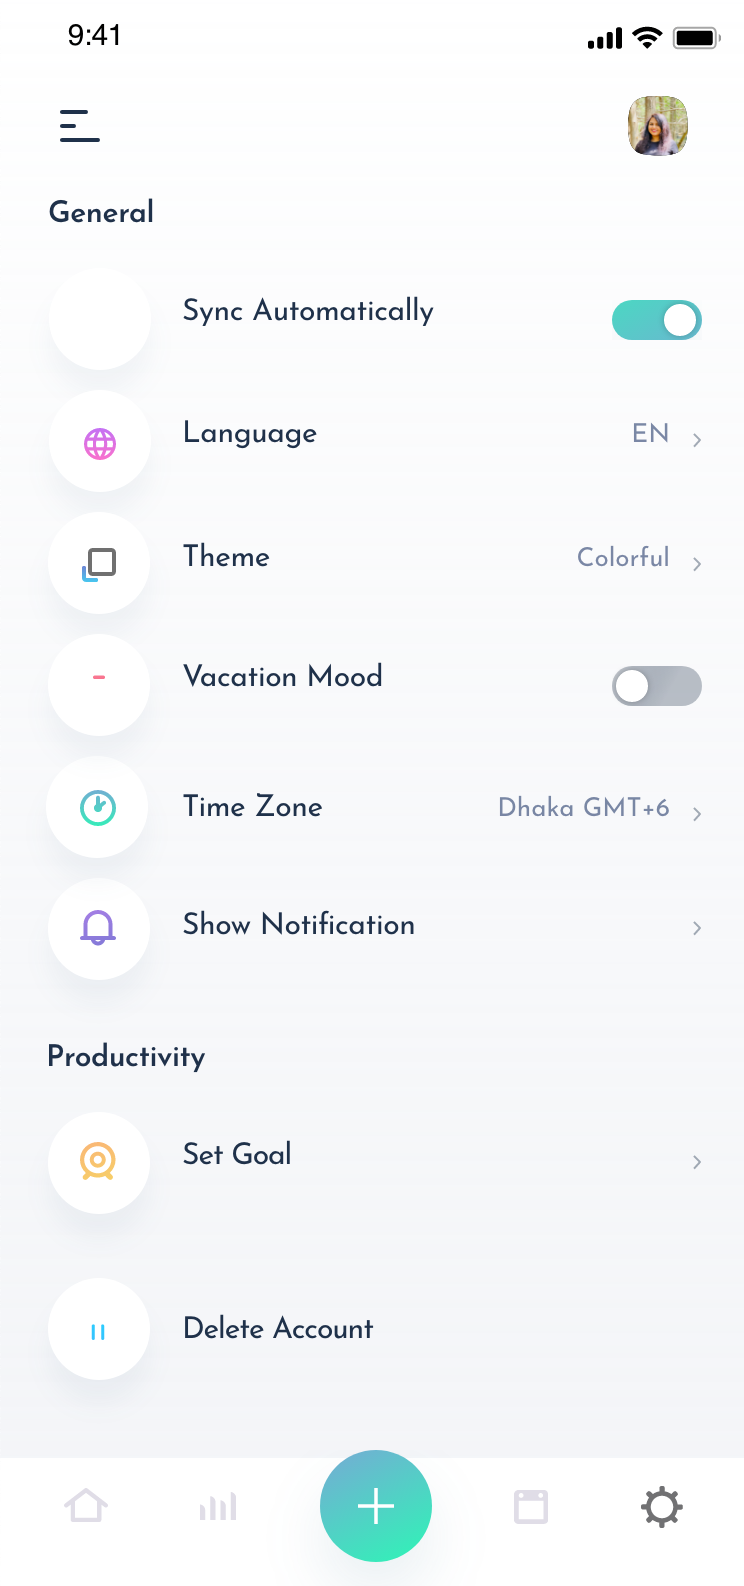 9:41
General
Sync Automatically
Language EN
Theme Colorful
Vacation Mood
Time Zone Dhaka GMT+6
Show Notification
Productivity
Set Goal
Delete Account